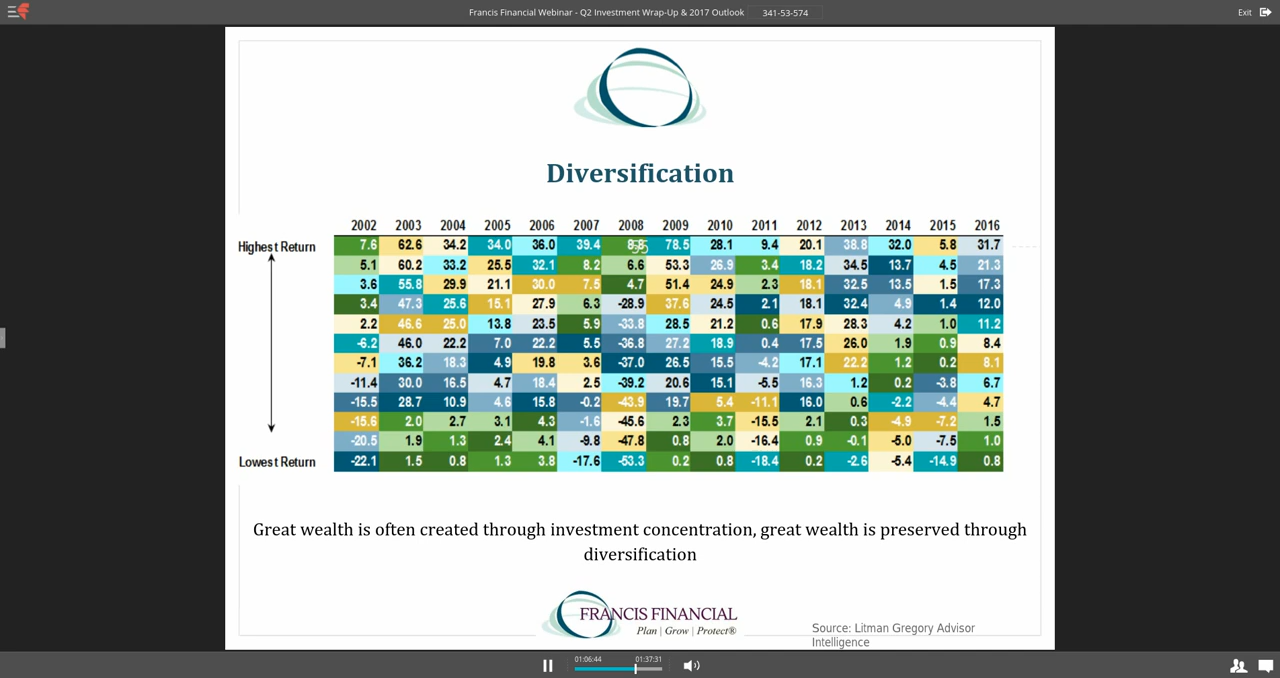 Francis Financial Webinar - Q2 Investment Wrap-Up & 2017 Outlook 341-53-574 Exit
Diversification
2002 2003 2004 2005 2006 2007 2008 2009 2010 2011 2012 2013 2014 2015 2016
Highest Return 7.6 62.6 34.2 34.0 36.0 39.4 78.5 28.1 9.4 20.1 38.8 32.0 5.8 31.7
5.1 60.2 33.2 25.5 32.1 8.2 6.6 53.3 26.9 3.4 18.2 34.5 13.7 4.5 21.3
3.6 55.8 29.9 21.1 30.0 7.5 4.7 51.4 24.9 2.3 18.1 32.5 13.5 1.5 17.3
3.4 47.3 25.6 15.1 27.9 6.3 -28.9 37.6 24.5 2.1 18.1 32.4 4.9 1.4 12.0
2.2 46.6 25.0 13.8 23.5 5.9 -33.8 28.5 21.2 0.6 17.9 28.3 4.2 1.0 11.2
-6.2 46.0 22.2 7.0 22.2 5.5 -36.8 27.2 18.9 0.4 17.5 26.0 1.9 0.9 8.4
-7.1 36.2 18.3 4.9 19.8 3.6 -37.0 26.5 15.5 -4.2 17.1 22.2 1.2 0.2 8.1
-11.4 30.0 16.5 4.7 18.4 2.5 -39.2 20.6 15.1 -5.5 16.3 1.2 0.2 -3.8 6.7
-15.5 28.7 10.9 4.6 15.8 -0.2 -43.9 19.7 5.4 -11.1 16.0 0.6 -2.2 -4.4 4.7
-15.6 2.0 2.7 3.1 4.3 -1.6 -45.6 2.3 3.7 -15.5 2.1 0.3 -4.9 -7.2 1.5
-20.5 1.9 1.3 2.4 4.1 -9.8 -47.8 0.8 2.0 -16.4 0.9 -0.1 -5.0 -7.5 1.0
Lowest Return -22.1 1.5 0.8 1.3 3.8 -17.6 -53.3 0.2 0.8 -18.4 0.2 -2.6 -5.4 -14.9 0.8
Great wealth is often created through investment concentration, great wealth is preserved through
diversification
FRANCIS FINANCIAL
Plan | Grow | Protect®
Source: Litman Gregory Advisor
Intelligence
01:06:44 01:37:31